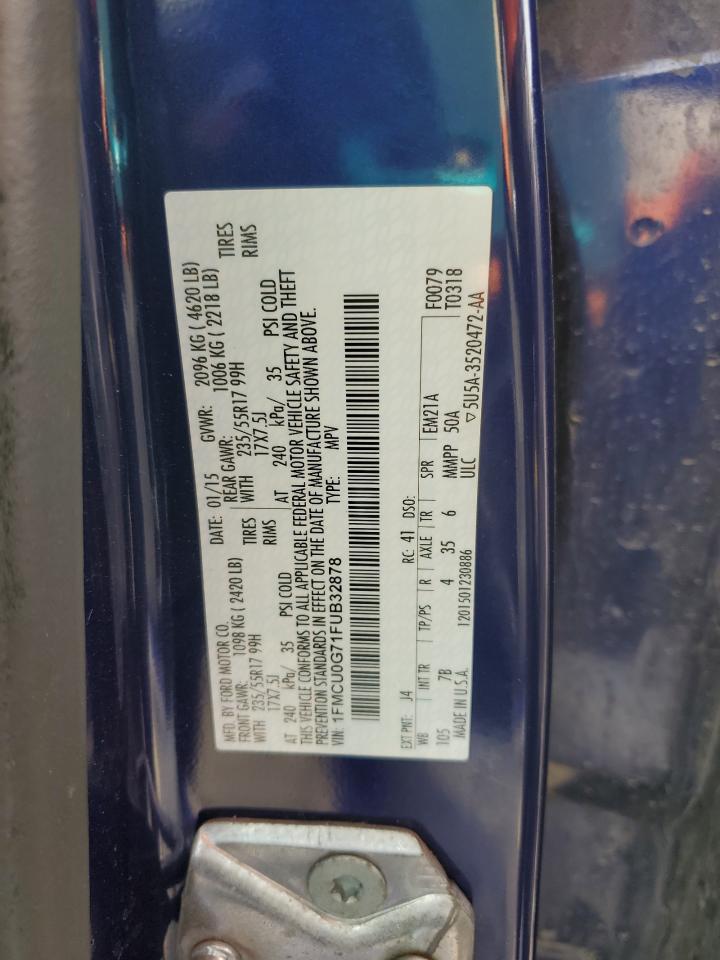 MFD. BY FORD MOTOR CO.
DATE: 01/15 GVWR: 2096 KG ( 4620 LB)
FRONT GAWR: 1098 KG ( 2420 LB) REAR GAWR: 1006 KG ( 2218 LB)
WITH 235/55R17 99H TIRES WITH 235/55R17 99H TIRES
17X7.5J RIMS 17X7.5J RIMS
AT 240 kPa/ 35 PSI COLD AT 240 kPa/ 35 PSI COLD
THIS VEHICLE CONFORMS TO ALL APPLICABLE FEDERAL MOTOR VEHICLE SAFETY AND THEFT
PREVENTION STANDARDS IN EFFECT ON THE DATE OF MANUFACTURE SHOWN ABOVE.
VIN: 1FMCU0G71FUB32878 TYPE: MPV
EXT PNT: J4 RC: 41 DSO: F0079
WB INT TR TP/PS R AXLE TR SPR EM21A T0318
105 7B 4 35 6 MMPP 50A
MADE IN U.S.A. 1201501230886 ULC ▽5U5A-3520472-AA